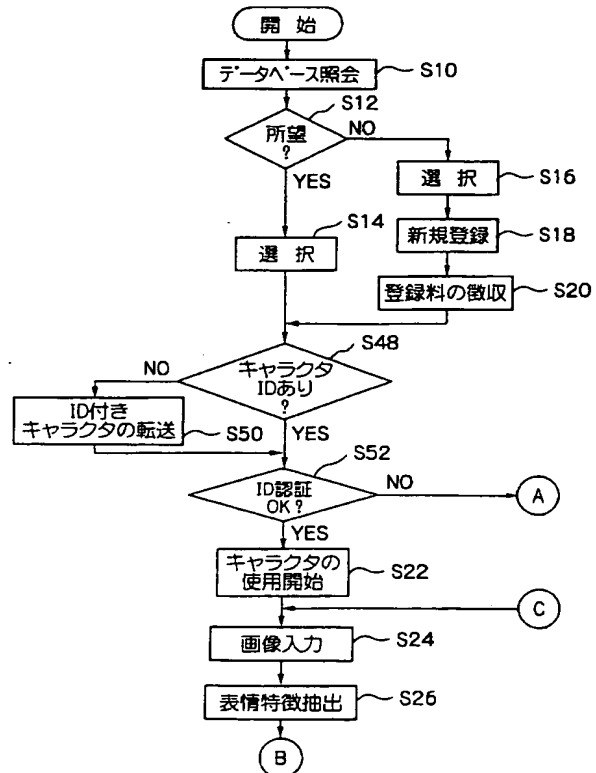 開 始
データベース照会
S10
S12
所望
?
NO
YES
選 択
S16
S14
選 択
新規登録
S18
登録料の徴収
S20
S48
NO
キャラクタ
IDあり
?
ID付き
キャラクタの転送
S50
YES
S52
ID認証
OK?
NO
A
YES
キャラクタの
使用開始
S22
C
画像入力
S24
表情特徴抽出
S26
B